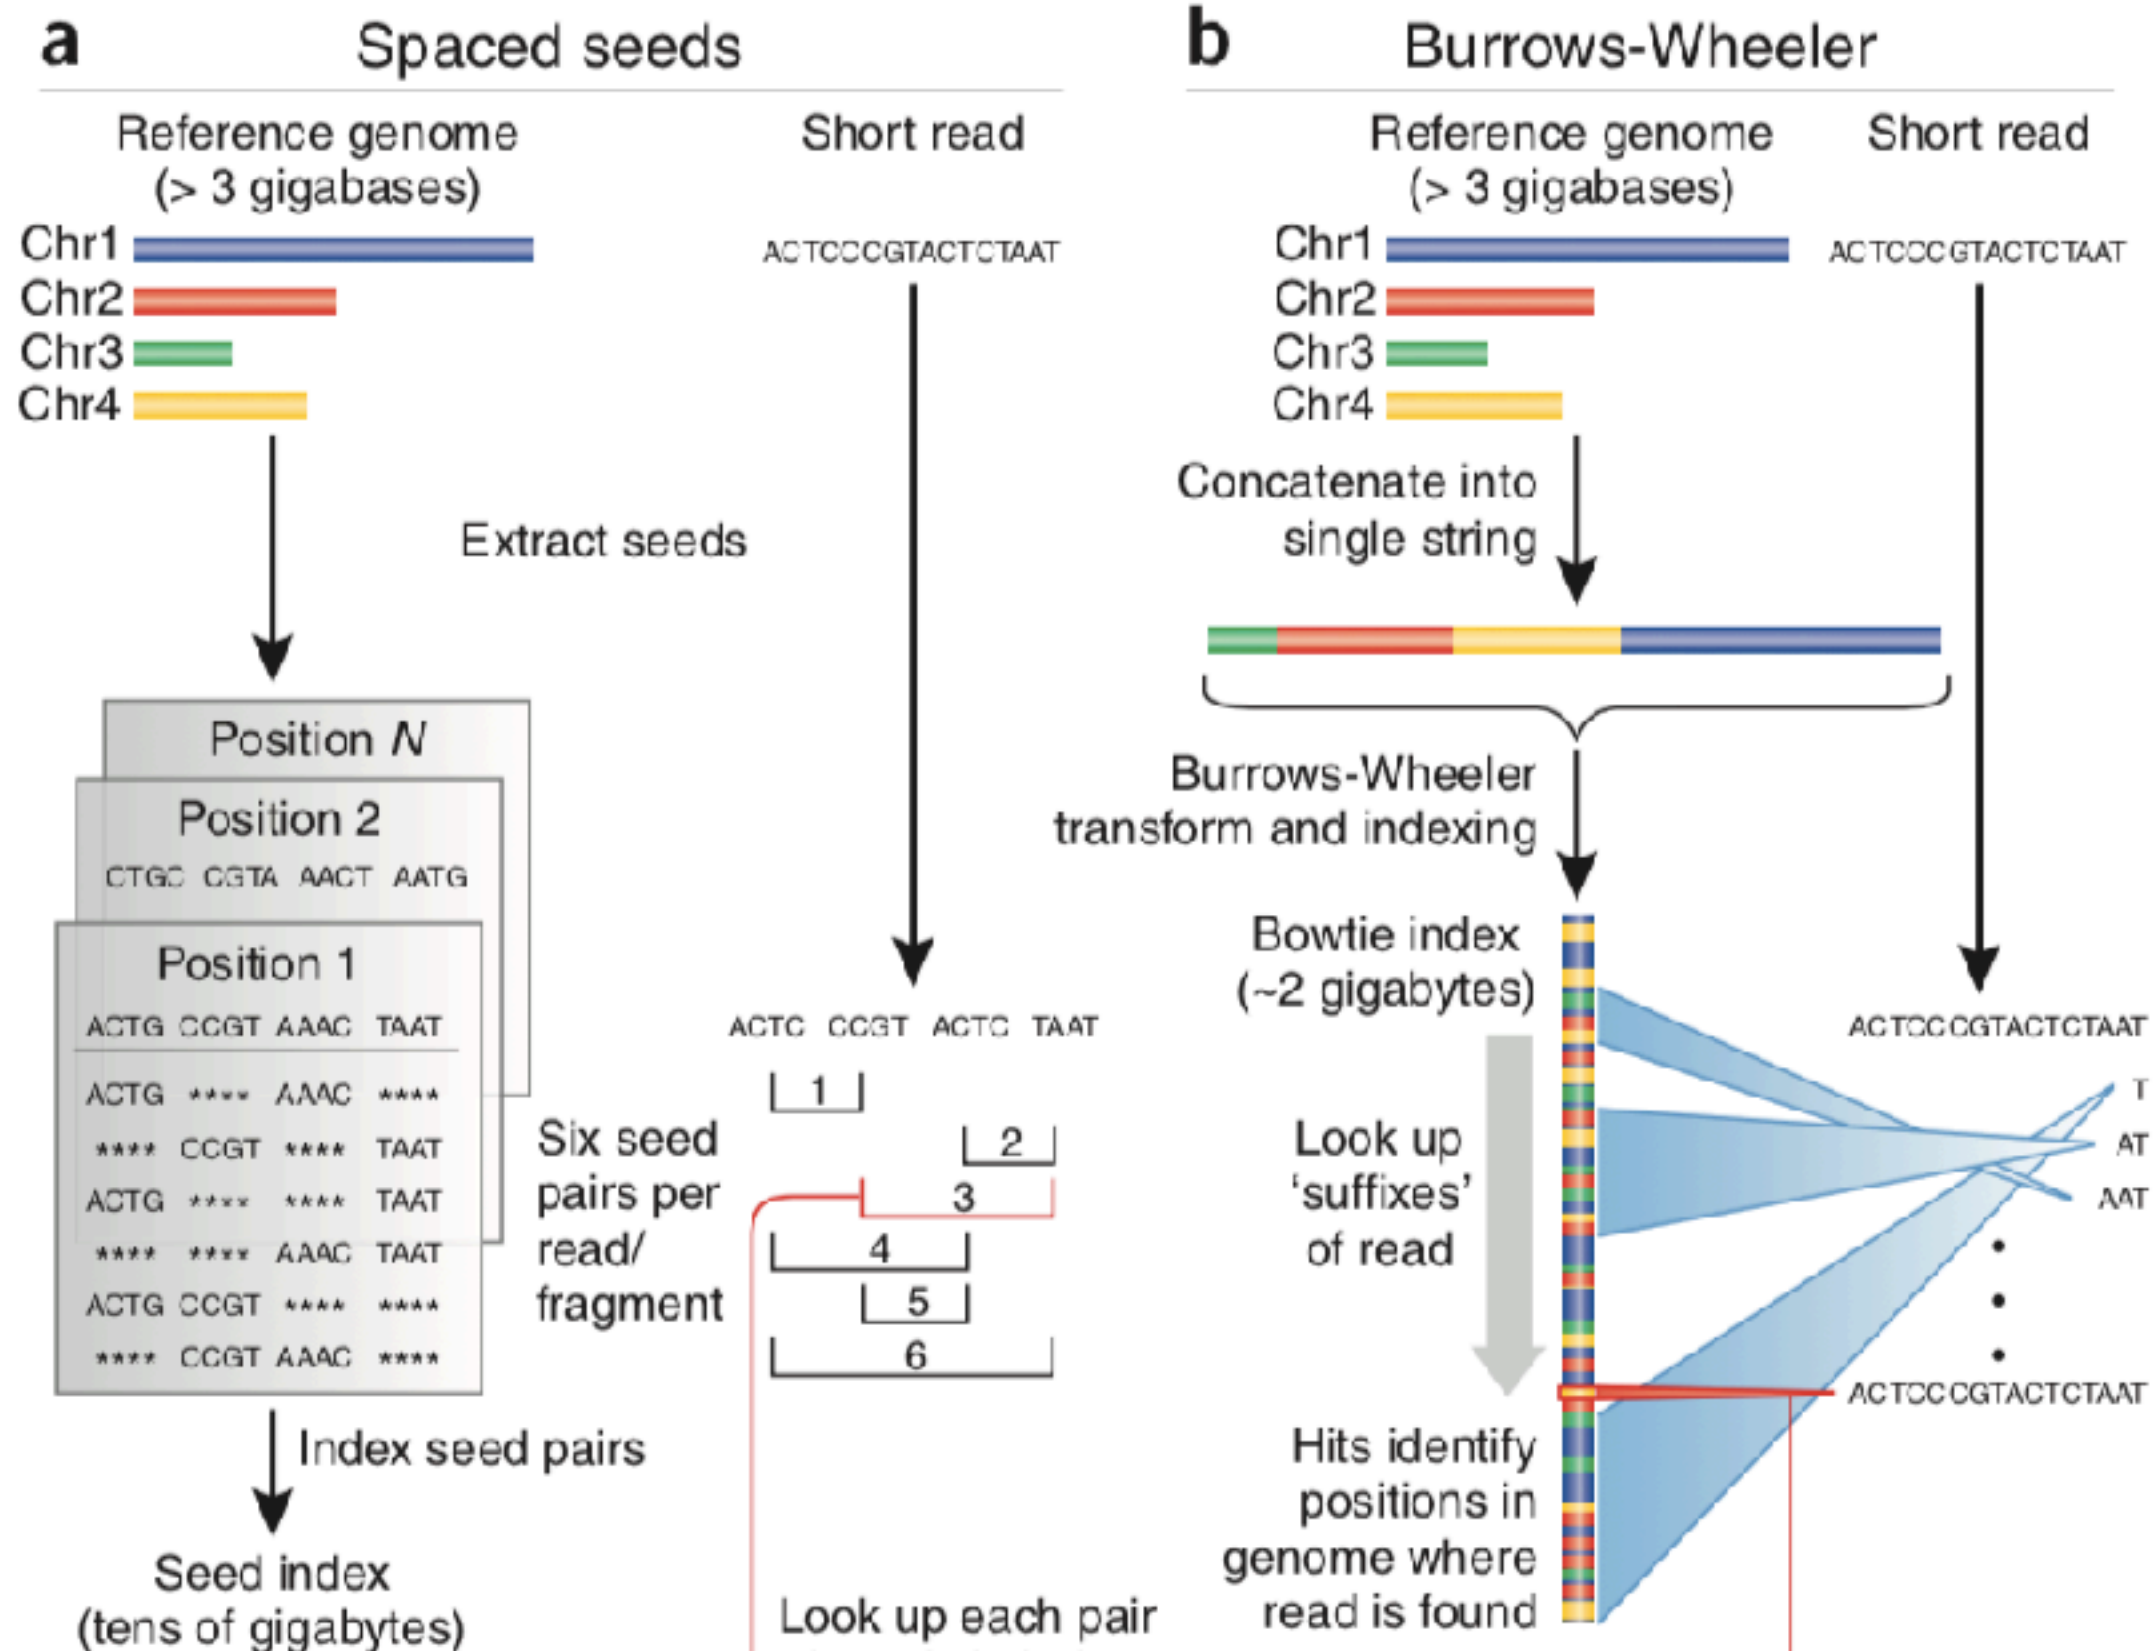 a
Spaced seeds
Reference genome
(> 3 gigabases)
Short read
Chr1
Chr2
Chr3
Chr4
ACTCCCGTACTCTAAT
Extract seeds
Position N
Position 2
CTGC CGTA AACT AATG
Position 1
ACTG CCGT AAAC TAAT
ACTG **** AAAC ****
**** CCGT **** TAAT
ACTG **** **** TAAT
**** **** AAAC TAAT
ACTG CCGT **** ****
**** CCGT AAAC ****
Index seed pairs
Seed index
(tens of gigabytes)
ACTC CCGT ACTC TAAT
1
2
3
4
5
6
Six seed
pairs per
read/
fragment
Look up each pair
b
Burrows-Wheeler
Reference genome
(> 3 gigabases)
Short read
Chr1
Chr2
Chr3
Chr4
ACTCCCGTACTCTAAT
Concatenate into
single string
Burrows-Wheeler
transform and indexing
Bowtie index
(~2 gigabytes)
Look up
‘suffixes’
of read
ACTCCCGTACTCTAAT
T
AT
AAT
ACTCCCGTACTCTAAT
Hits identify
positions in
genome where
read is found